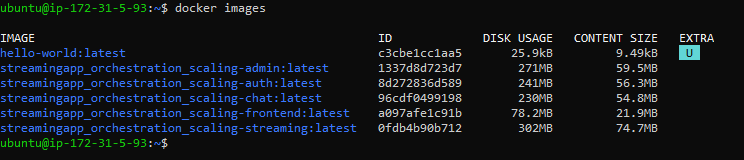 ubuntu@ip-172-31-5-93:~$ docker images
IMAGE ID DISK USAGE CONTENT SIZE EXTRA
hello-world:latest c3cbe1cc1aa5 25.9kB 9.49kB U
streamingapp_orchestration_scaling-admin:latest 1337d8d723d7 271MB 59.5MB
streamingapp_orchestration_scaling-auth:latest 8d272836d589 241MB 56.3MB
streamingapp_orchestration_scaling-chat:latest 96cdf0499198 230MB 54.8MB
streamingapp_orchestration_scaling-frontend:latest a097afe1c91b 78.2MB 21.9MB
streamingapp_orchestration_scaling-streaming:latest 0fdb4b90b712 302MB 74.7MB
ubuntu@ip-172-31-5-93:~$